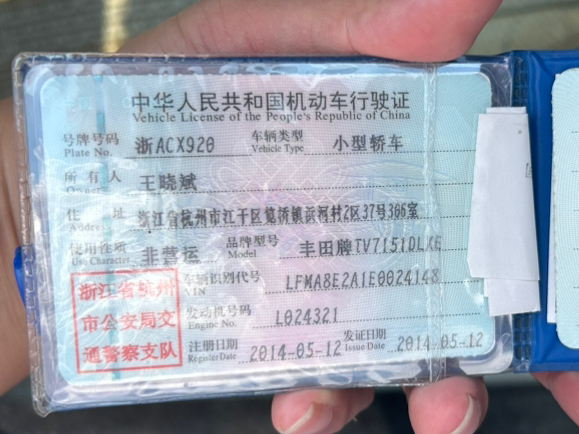 中华人民共和国机动车行驶证
Vehicle License of the People's Republic of China
号牌号码 浙ACX920 车辆类型 小型轿车
Plate No. Vehicle Type
所有人 王晓斌
Owner
住址 浙江省杭州市江干区笕桥镇浜河村2区37号306室
Address
使用性质 非营运 品牌型号 丰田牌TV7151DLXE
Use Character Model
车辆识别代号 LFMA8E2A1E0024148
VIN
发动机号码 L024321
Engine No.
注册日期 2014-05-12 发证日期 2014-05-12
Register Date Issue Date
浙江省杭州
市公安局交
通警察支队